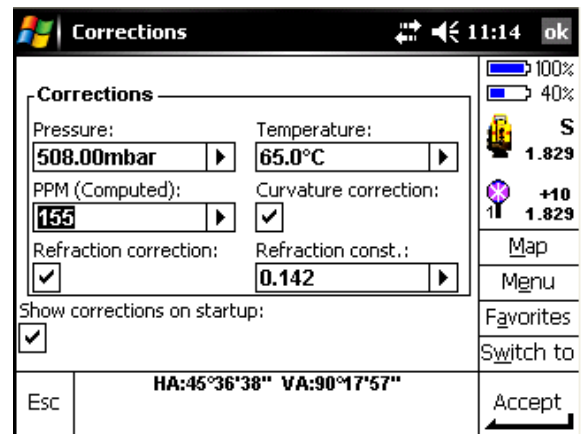 Corrections
11:14 ok
100%
40%
Corrections
Pressure: Temperature:
508.00mbar 65.0°C
PPM (Computed): Curvature correction:
155
Refraction correction: Refraction const.:
0.142
Show corrections on startup:
S
1.829
+10
1 1.829
Map
Menu
Favorites
Switch to
Esc
HA:45°36'38" VA:90°17'57"
Accept